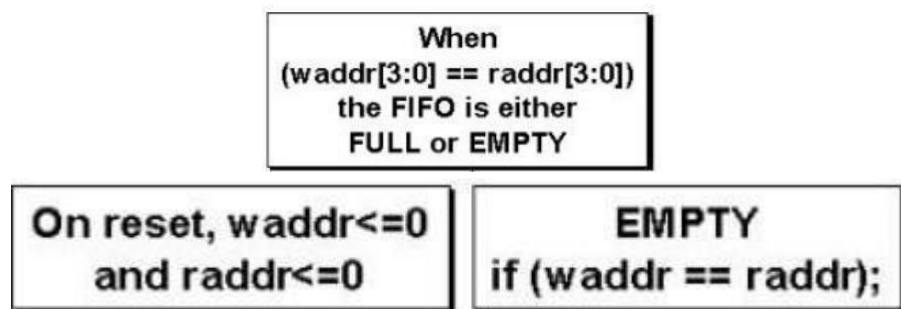 When
(waddr[3:0] == raddr[3:0])
the FIFO is either
FULL or EMPTY
On reset, waddr<=0
and raddr<=0
EMPTY
if (waddr == raddr);